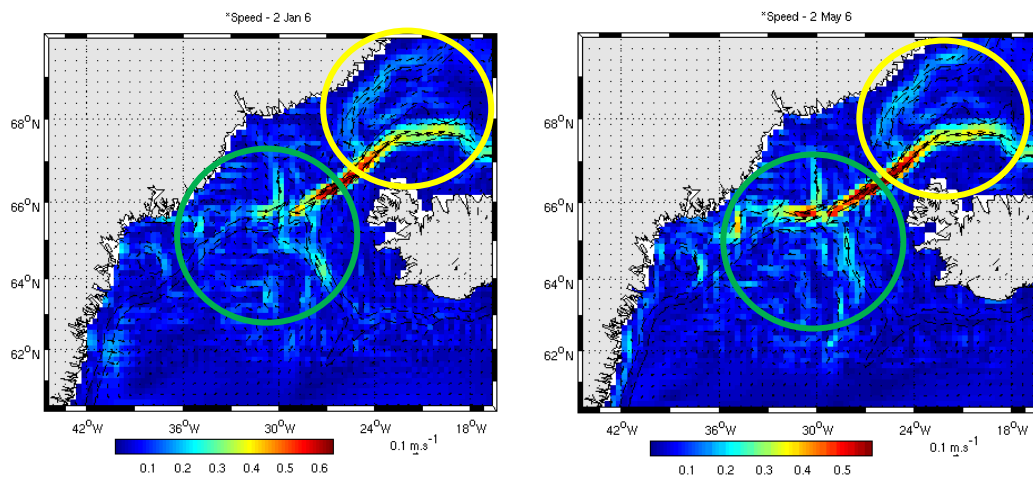 *Speed - 2 Jan 6
68°N
66°N
64°N
62°N
42°W 36°W 30°W 24°W 18°W
0.1 m.s-1
0.1 0.2 0.3 0.4 0.5 0.6
*Speed - 2 May 6
68°N
66°N
64°N
62°N
42°W 36°W 30°W 24°W 18°W
0.1 m.s-1
0.1 0.2 0.3 0.4 0.5